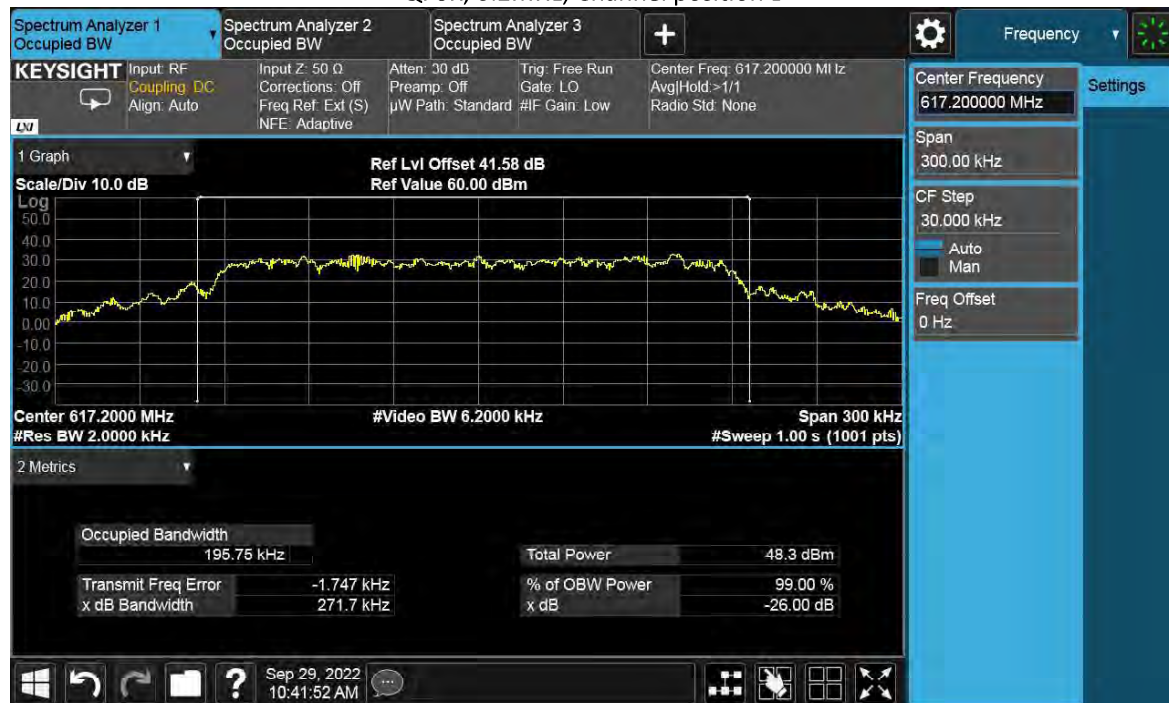 Spectrum Analyzer 1
Occupied BW
Spectrum Analyzer 2
Occupied BW
Spectrum Analyzer 3
Occupied BW
+
Frequency
KEYSIGHT
LXI
Input: RF
Coupling: DC
Align: Auto
Input Z: 50 Ω
Corrections: Off
Freq Ref: Ext (S)
NFE: Adaptive
Atten: 30 dB
Preamp: Off
µW Path: Standard
Trig: Free Run
Gate: LO
#IF Gain: Low
Center Freq: 617.200000 MHz
Avg|Hold:>1/1
Radio Std: None
Center Frequency
617.200000 MHz
Settings
Span
300.00 kHz
CF Step
30.000 kHz
Auto
Man
Freq Offset
0 Hz
1 Graph
Scale/Div 10.0 dB
Ref Lvl Offset 41.58 dB
Ref Value 60.00 dBm
Log
50.0
40.0
30.0
20.0
10.0
0.00
-10.0
-20.0
-30.0
Center 617.2000 MHz
#Video BW 6.2000 kHz
Span 300 kHz
#Res BW 2.0000 kHz
#Sweep 1.00 s (1001 pts)
2 Metrics
Occupied Bandwidth
195.75 kHz
Total Power 48.3 dBm
Transmit Freq Error -1.747 kHz
% of OBW Power 99.00 %
x dB Bandwidth 271.7 kHz
x dB -26.00 dB
?
Sep 29, 2022
10:41:52 AM